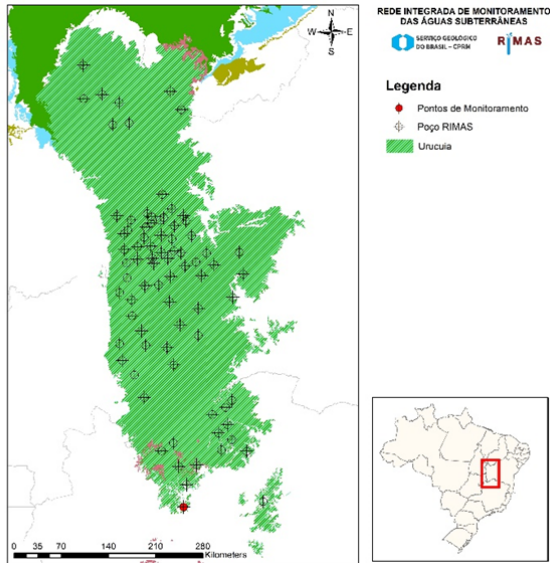 REDE INTEGRADA DE MONITORAMENTO
DAS ÁGUAS SUBTERRÂNEAS
SERVIÇO GEOLÓGICO
DO BRASIL – CPRM
RIMAS
N
W E
S
Legenda
Pontos de Monitoramento
Poço RIMAS
Urucuia
0 35 70 140 210 280
Kilometers